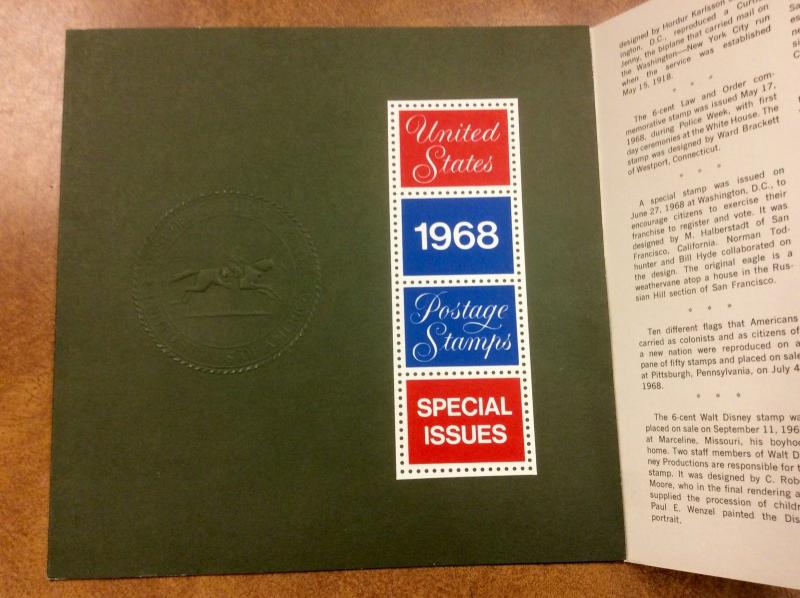 United
States
1968
Postage
Stamps
SPECIAL
ISSUES
designed by Hordur Karlsson
ington, D.C., reproduced a
Jenny, the biplane that carried mail on
the Washington—New York City run
when the service was established
May 15, 1918.
* * *
The 6-cent Law and Order com-
memorative stamp was issued May 17,
1968, during Police Week, with first
day ceremonies at the White House. The
stamp was designed by Ward Brackett
of Westport, Connecticut.
* * *
A special stamp was issued on
June 27, 1968 at Washington, D.C., to
encourage citizens to exercise their
franchise to register and vote. It was
designed by M. Halberstadt of San
Francisco, California. Norman Tod-
hunter and Bill Hyde collaborated on
the design. The original eagle is a
weathervane atop a house in the Rus-
sian Hill section of San Francisco.
* * *
Ten different flags that Americans
carried as colonists and as citizens of
a new nation were reproduced on a
pane of fifty stamps and placed on sale
at Pittsburgh, Pennsylvania, on July 4
1968.
* * *
The 6-cent Walt Disney stamp wa
placed on sale on September 11, 196
at Marceline, Missouri, his boyho
home. Two staff members of Walt D
ney Productions are responsible for t
stamp. It was designed by C. Rob
Moore, who in the final rendering a
supplied the procession of childr
Paul E. Wenzel painted the Dis
portrait.